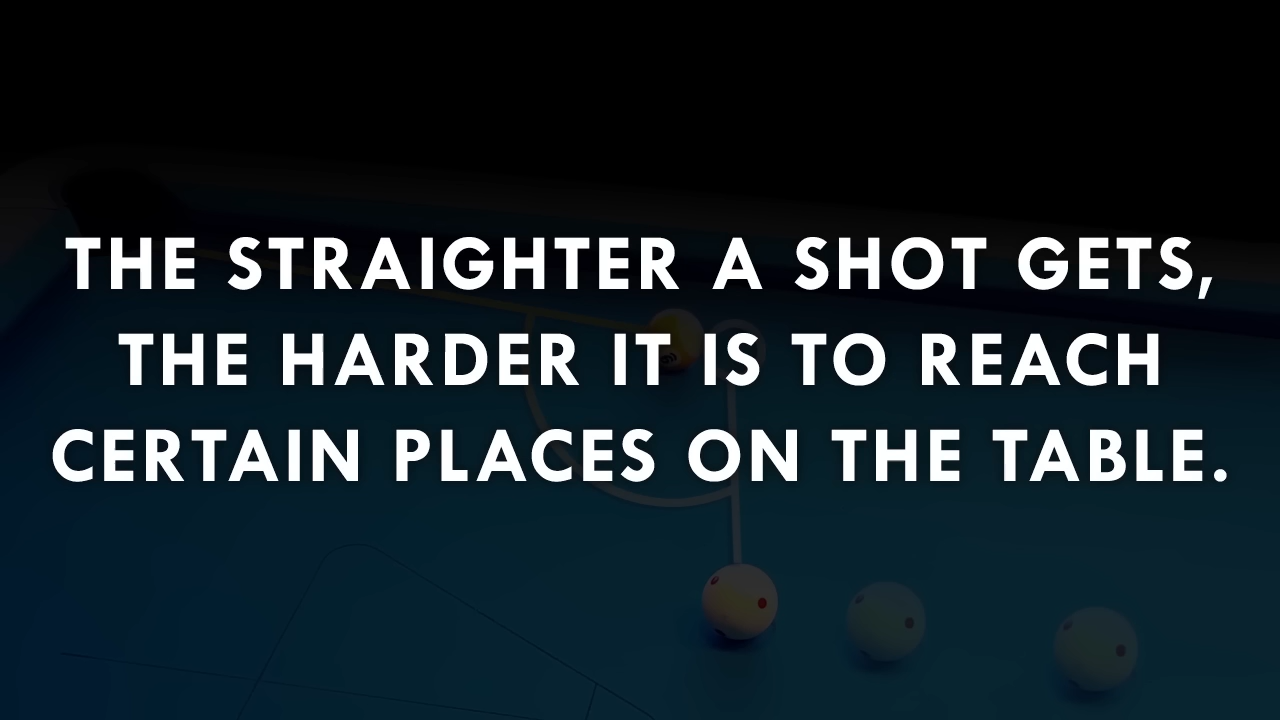 THE STRAIGHTER A SHOT GETS,
THE HARDER IT IS TO REACH
CERTAIN PLACES ON THE TABLE.